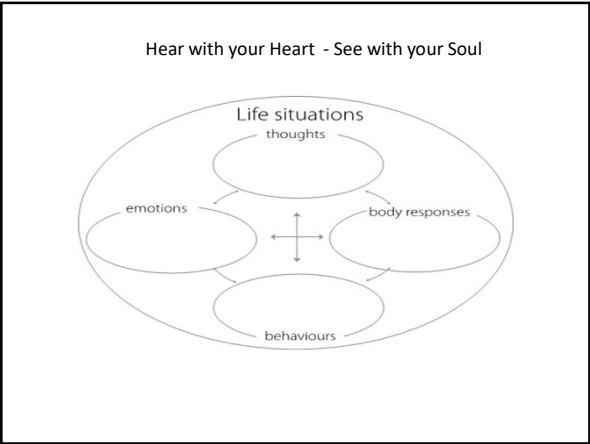 Hear with your Heart - See with your Soul
Life situations
thoughts
emotions
body responses
behaviours